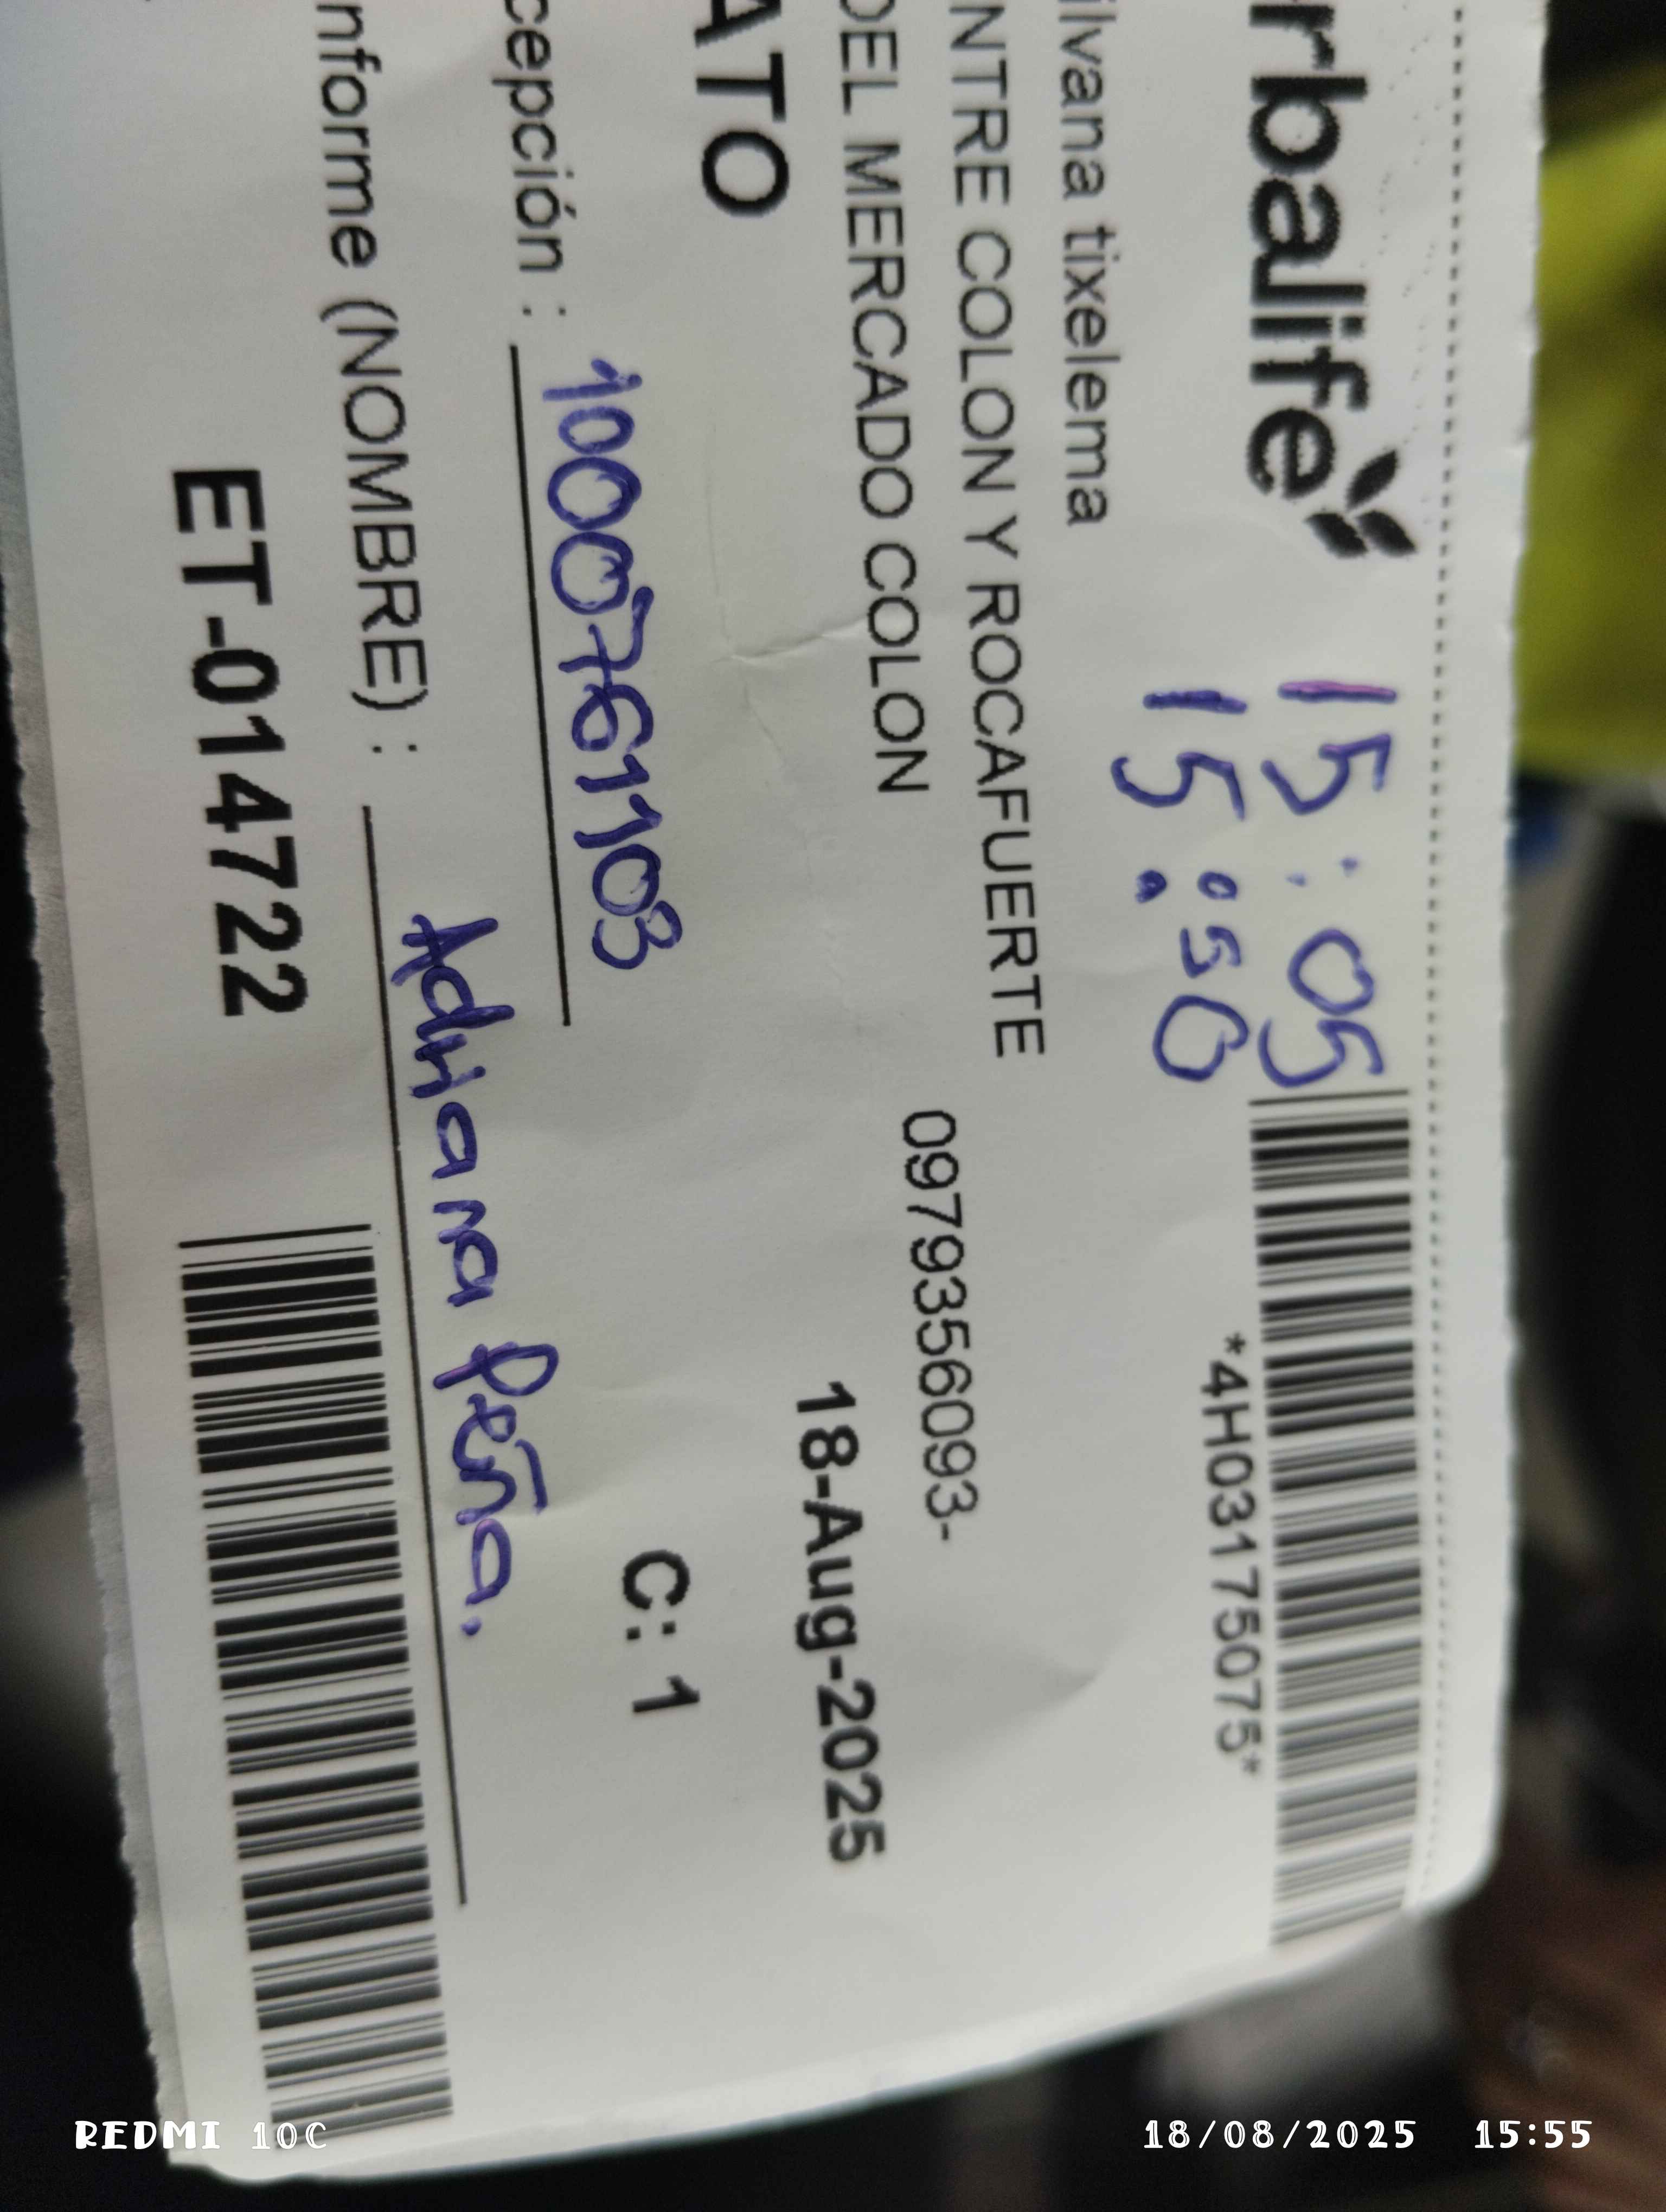 rbalife
15:05
15:50
*4H03175075*
ilvana tixelema
NTRE COLON Y ROCAFUERTE
DEL MERCADO COLON
0979356093-
ATO
18-Aug-2025
cepción : 1000761103
C: 1
nforme (NOMBRE) : Adriana Peña.
ET-014722
REDMI 10C
18/08/2025 15:55